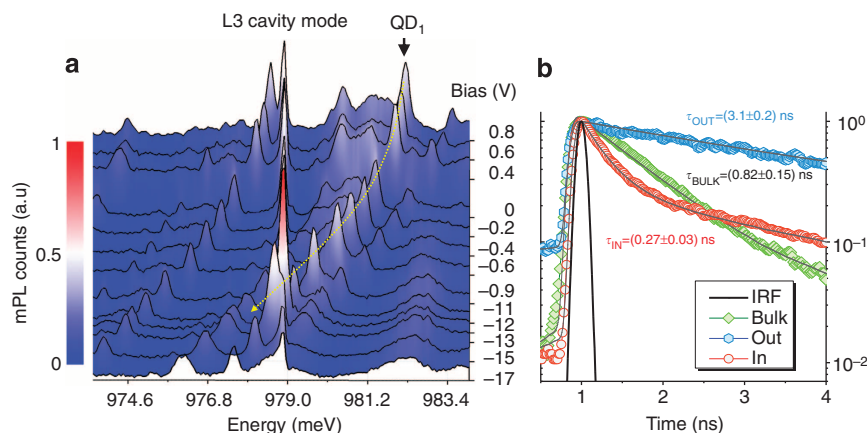 L3 cavity mode
QD1
a
Bias (V)
mPL counts (a.u)
1
0.5
0
0.8
0.6
0.4
0
−0.2
−0.4
−0.6
−0.9
−11
−12
−13
−15
−17
974.6 976.8 979.0 981.2 983.4
Energy (meV)
b
τOUT=(3.1±0.2) ns
τBULK=(0.82±0.15) ns
τIN=(0.27±0.03) ns
IRF
Bulk
Out
In
10⁰
10⁻¹
10⁻²
1 2 3 4
Time (ns)